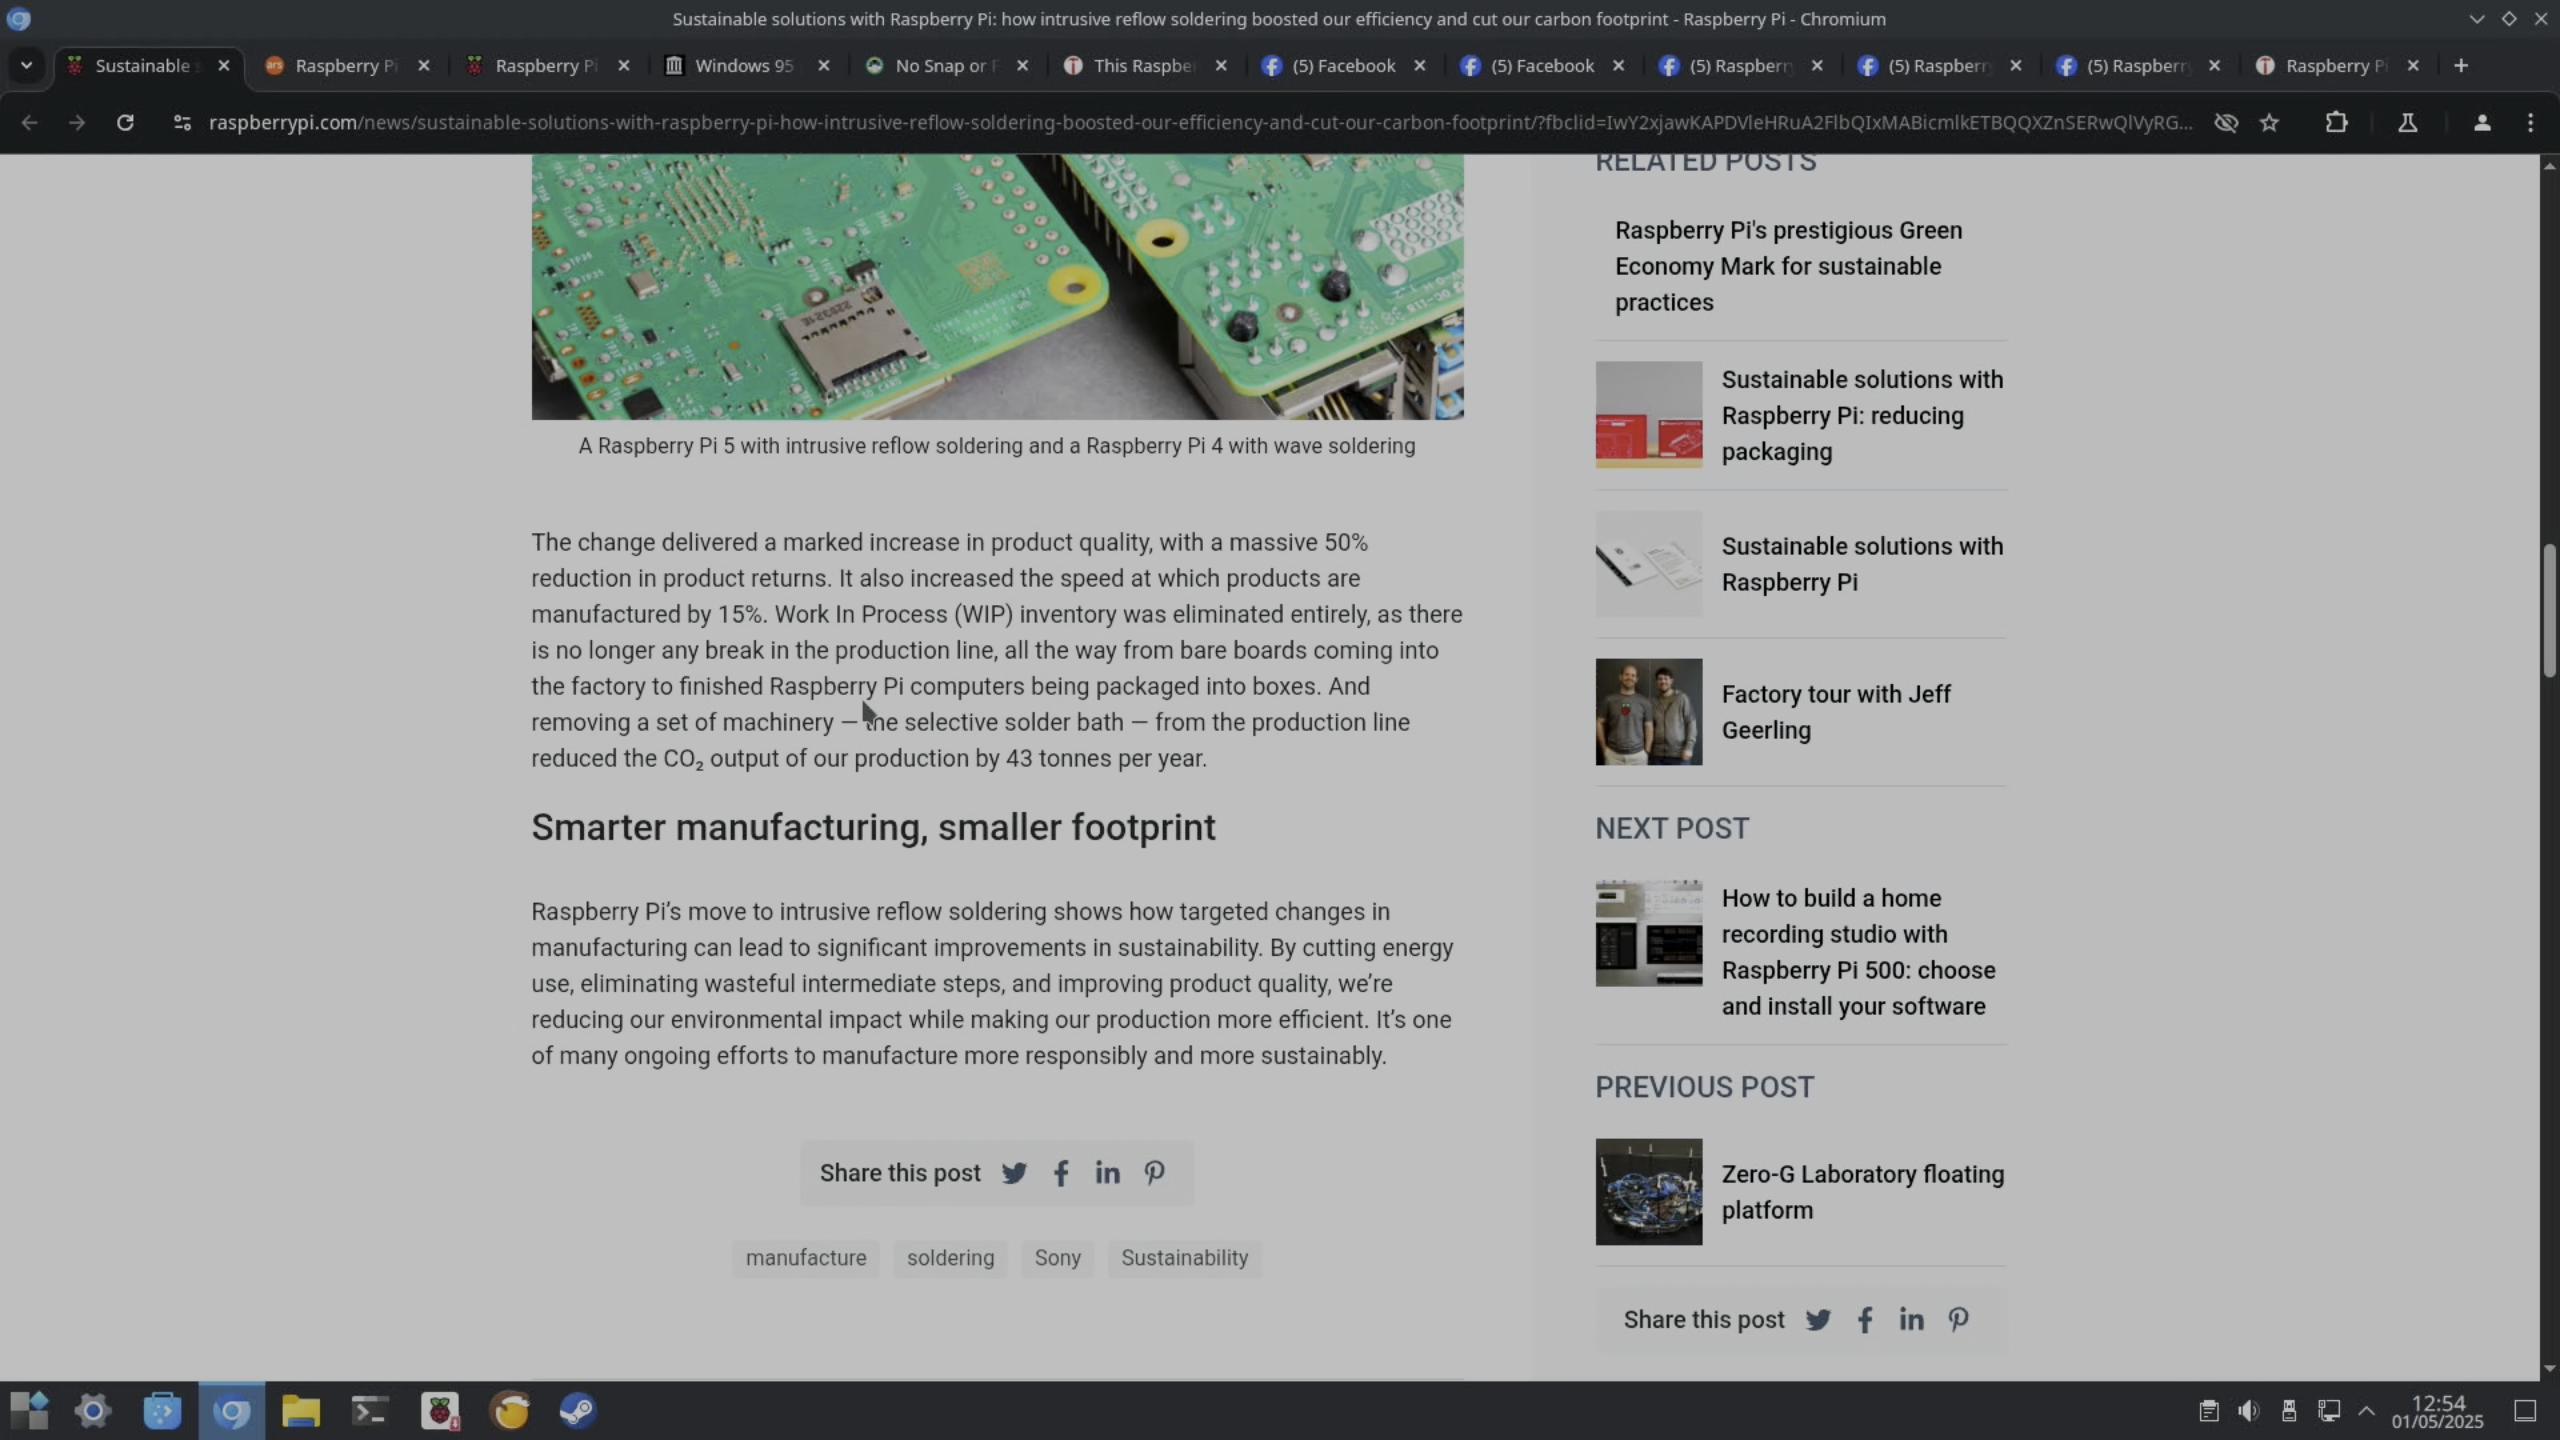 Sustainable solutions with Raspberry Pi: how intrusive reflow soldering boosted our efficiency and cut our carbon footprint - Raspberry Pi - Chromium
Sustainable
Raspberry Pi
Raspberry Pi
Windows 95
No Snap or F
This Raspbe
(5) Facebook
(5) Facebook
(5) Raspberr
(5) Raspberr
(5) Raspberr
Raspberry Pi
raspberrypi.com/news/sustainable-solutions-with-raspberry-pi-how-intrusive-reflow-soldering-boosted-our-efficiency-and-cut-our-carbon-footprint/?fbclid=IwY2xjawKAPDVleHRuA2FlbQIxMABicmlkETBQQXZnSERwQlVyRG...
A Raspberry Pi 5 with intrusive reflow soldering and a Raspberry Pi 4 with wave soldering
The change delivered a marked increase in product quality, with a massive 50%
reduction in product returns. It also increased the speed at which products are
manufactured by 15%. Work In Process (WIP) inventory was eliminated entirely, as there
is no longer any break in the production line, all the way from bare boards coming into
the factory to finished Raspberry Pi computers being packaged into boxes. And
removing a set of machinery — the selective solder bath — from the production line
reduced the CO₂ output of our production by 43 tonnes per year.
Smarter manufacturing, smaller footprint
Raspberry Pi’s move to intrusive reflow soldering shows how targeted changes in
manufacturing can lead to significant improvements in sustainability. By cutting energy
use, eliminating wasteful intermediate steps, and improving product quality, we’re
reducing our environmental impact while making our production more efficient. It’s one
of many ongoing efforts to manufacture more responsibly and more sustainably.
Share this post
manufacture
soldering
Sony
Sustainability
RELATED POSTS
Raspberry Pi's prestigious Green
Economy Mark for sustainable
practices
Sustainable solutions with
Raspberry Pi: reducing
packaging
Sustainable solutions with
Raspberry Pi
Factory tour with Jeff
Geerling
NEXT POST
How to build a home
recording studio with
Raspberry Pi 500: choose
and install your software
PREVIOUS POST
Zero-G Laboratory floating
platform
Share this post
12:54
01/05/2025